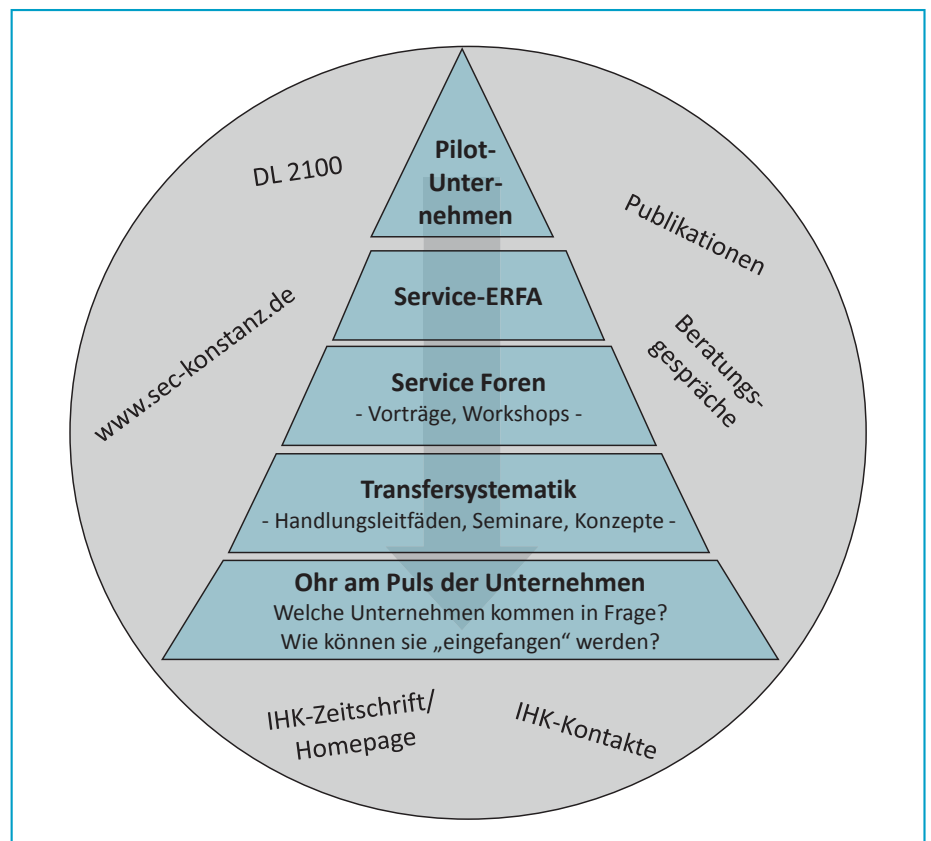 DL 2100
www.sec-konstanz.de
Pilot-
Unter-
nehmen
Service-ERFA
Service Foren
- Vorträge, Workshops -
Transfersystematik
- Handlungsleitfäden, Seminare, Konzepte -
Ohr am Puls der Unternehmen
Welche Unternehmen kommen in Frage?
Wie können sie „eingefangen“ werden?
Publikationen
Beratungs-
gespräche
IHK-Zeitschrift/
Homepage
IHK-Kontakte